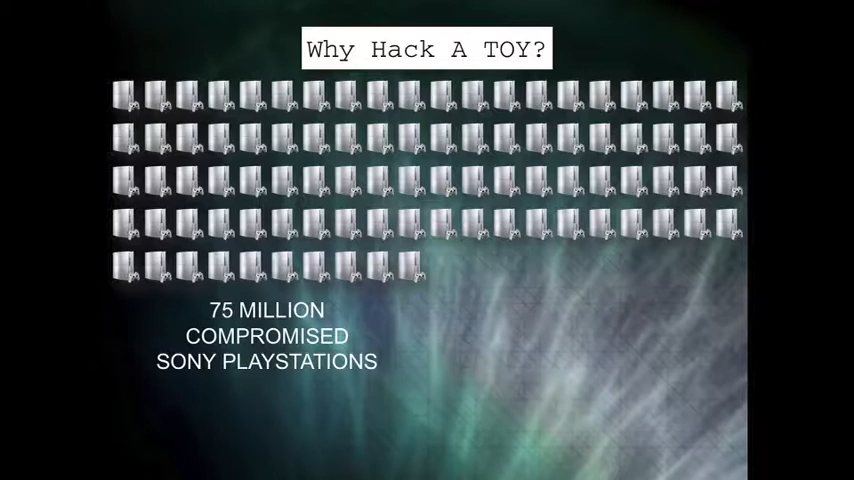 Why Hack A TOY?
75 MILLION
COMPROMISED
SONY PLAYSTATIONS